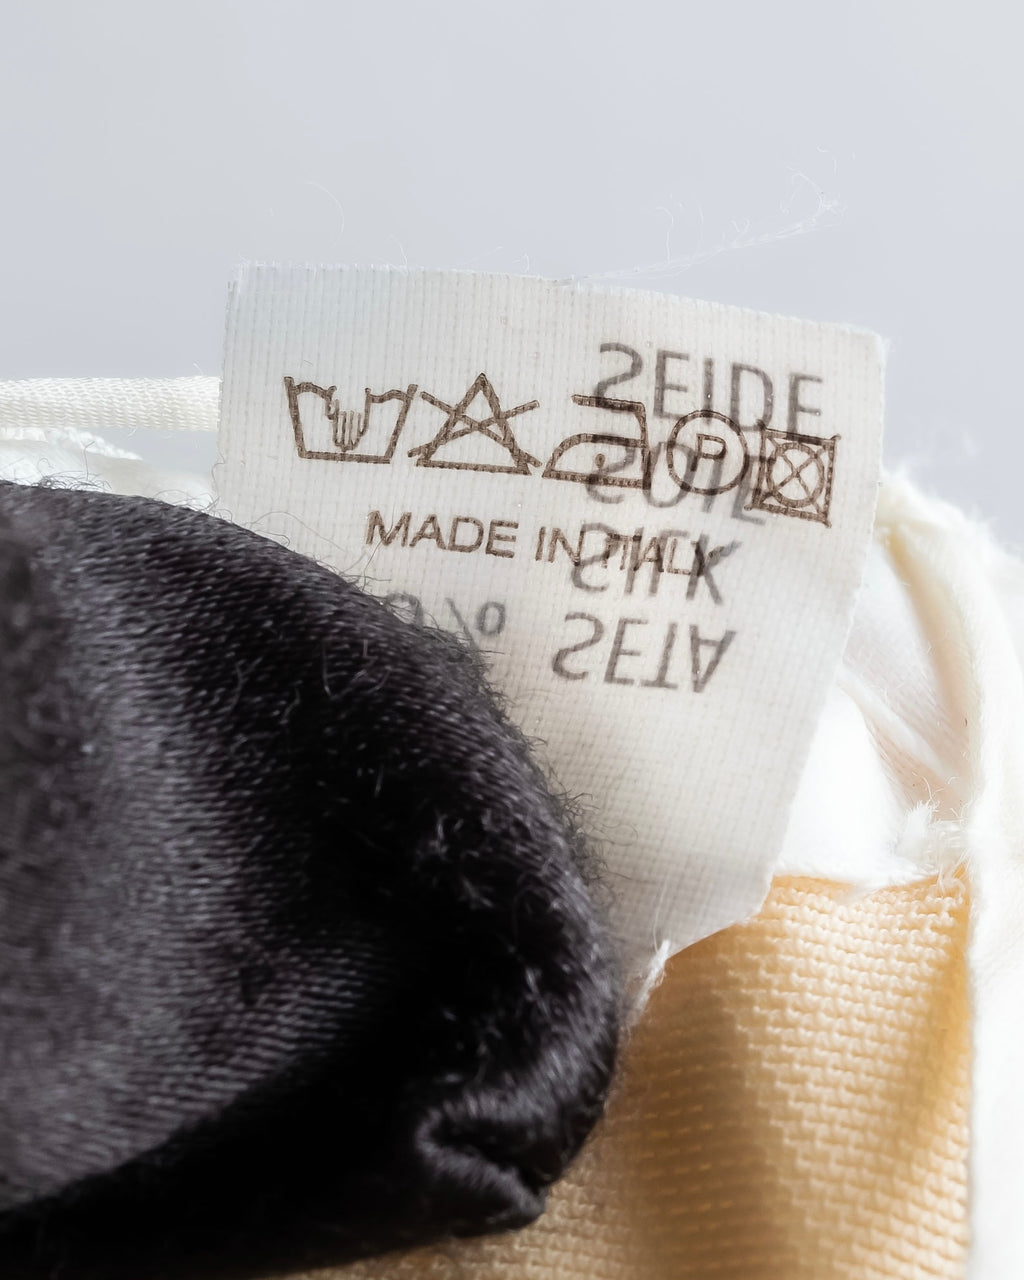 P
MADE IN ITALY
SEIDE
SOIE
SILK
% SETA